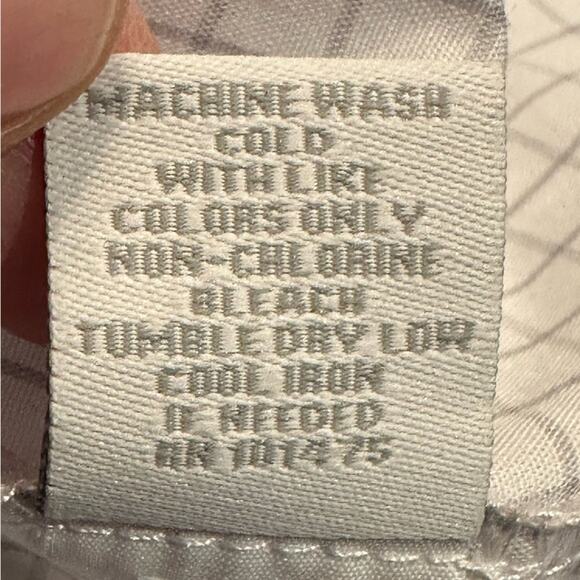 MACHINE WASH
COLD
WITH LIKE
COLORS ONLY
NON-CHLORINE
BLEACH
TUMBLE DRY LOW
COOL IRON
IF NEEDED
RN 101475